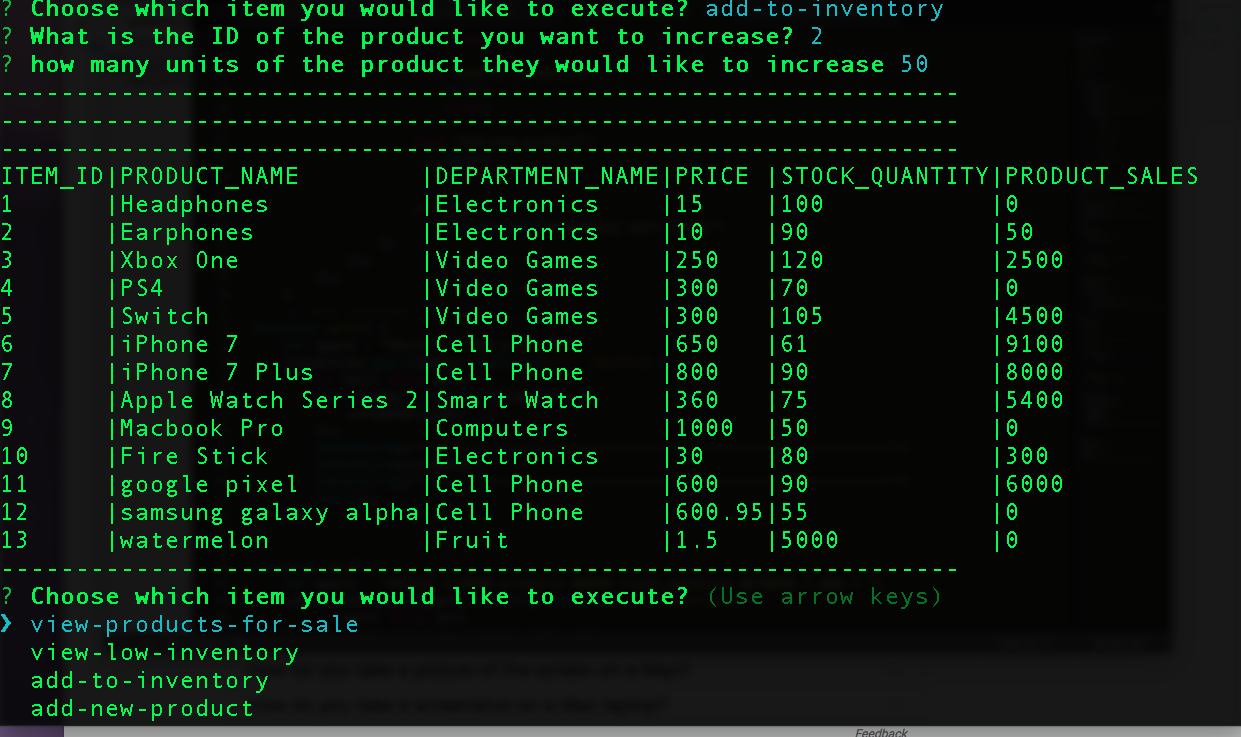 ? Choose which item you would like to execute? add-to-inventory
? What is the ID of the product you want to increase? 2
? how many units of the product they would like to increase 50
----------------------------------------------------------------
----------------------------------------------------------------
----------------------------------------------------------------
ITEM_ID|PRODUCT_NAME        |DEPARTMENT_NAME|PRICE |STOCK_QUANTITY|PRODUCT_SALES
1      |Headphones          |Electronics    |15    |100           |0
2      |Earphones           |Electronics    |10    |90            |50
3      |Xbox One            |Video Games    |250   |120           |2500
4      |PS4                 |Video Games    |300   |70            |0
5      |Switch              |Video Games    |300   |105           |4500
6      |iPhone 7            |Cell Phone     |650   |61            |9100
7      |iPhone 7 Plus       |Cell Phone     |800   |90            |8000
8      |Apple Watch Series 2|Smart Watch    |360   |75            |5400
9      |Macbook Pro         |Computers      |1000  |50            |0
10     |Fire Stick          |Electronics    |30    |80            |300
11     |google pixel        |Cell Phone     |600   |90            |6000
12     |samsung galaxy alpha|Cell Phone     |600.95|55            |0
13     |watermelon          |Fruit          |1.5   |5000          |0
----------------------------------------------------------------
? Choose which item you would like to execute? (Use arrow keys)
❯ view-products-for-sale
  view-low-inventory
  add-to-inventory
  add-new-product
Feedback